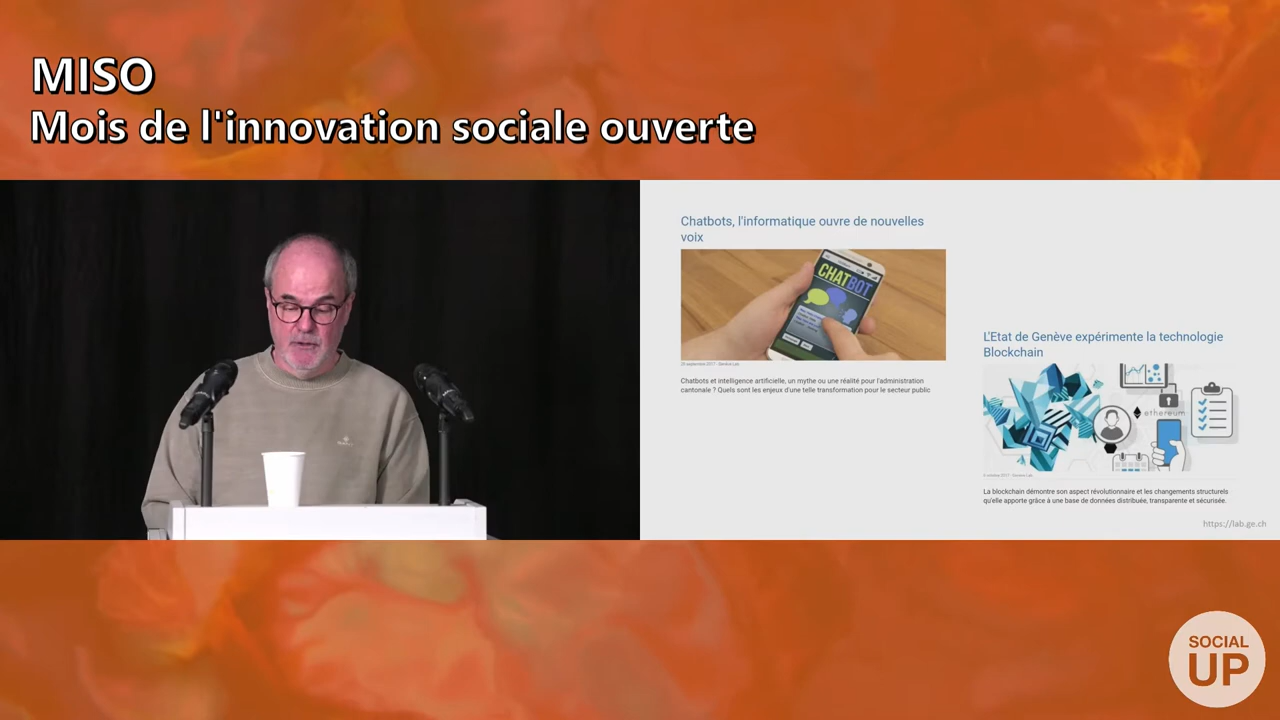 MISO
Mois de l'innovation sociale ouverte
Chatbots, l'informatique ouvre de nouvelles
voix
CHATBOT
Chatbots et intelligence artificielle, un mythe ou une réalité pour l'administration
cantonale ? Quels sont les enjeux d'une telle transformation pour le secteur public
L'Etat de Genève expérimente la technologie
Blockchain
ethereum
La blockchain démontre son aspect révolutionnaire et les changements structurels
qu'elle apporte grâce à une base de données distribuée, transparente et sécurisée.
https://lab.ge.ch
SOCIAL
UP